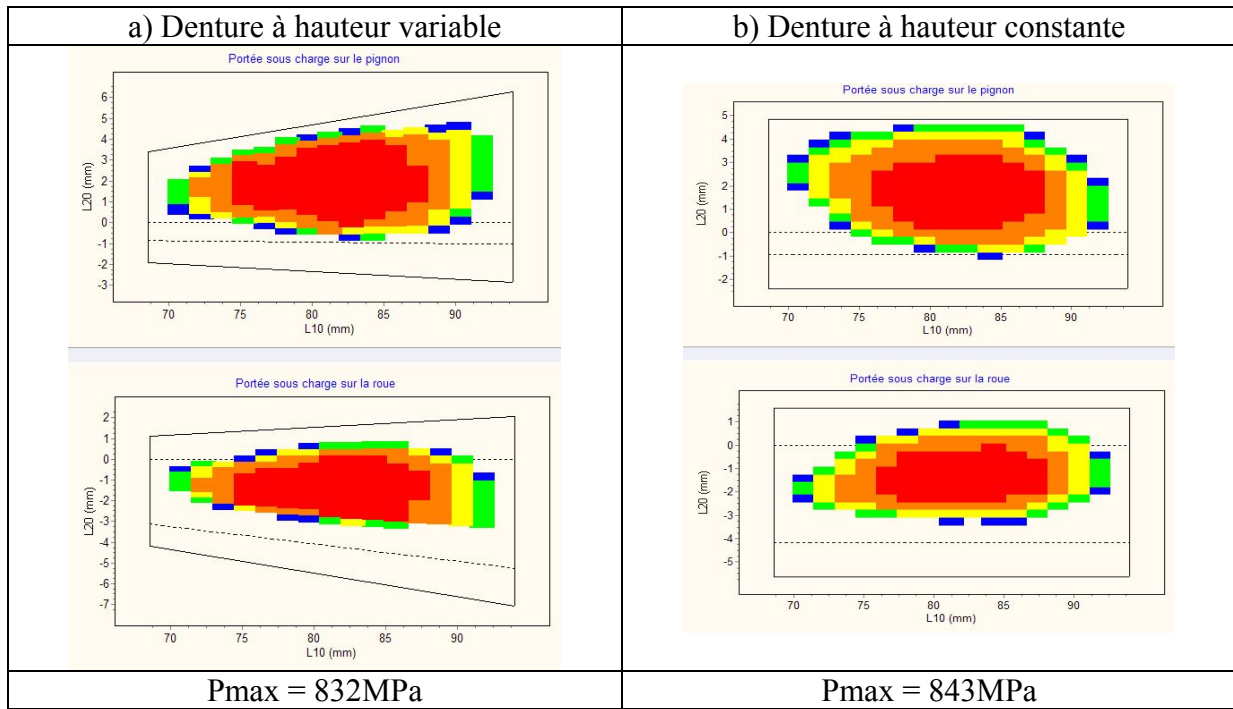 a) Denture à hauteur variable
b) Denture à hauteur constante
Portée sous charge sur le pignon
6
5
4
3
2
1
0
-1
-2
-3
L20 (mm)
70 75 80 85 90
L10 (mm)
Portée sous charge sur la roue
2
1
0
-1
-2
-3
-4
-5
-6
-7
L20 (mm)
70 75 80 85 90
L10 (mm)
Portée sous charge sur le pignon
5
4
3
2
1
0
-1
-2
L20 (mm)
70 75 80 85 90
L10 (mm)
Portée sous charge sur la roue
1
0
-1
-2
-3
-4
-5
L20 (mm)
70 75 80 85 90
L10 (mm)
Pmax = 832MPa
Pmax = 843MPa